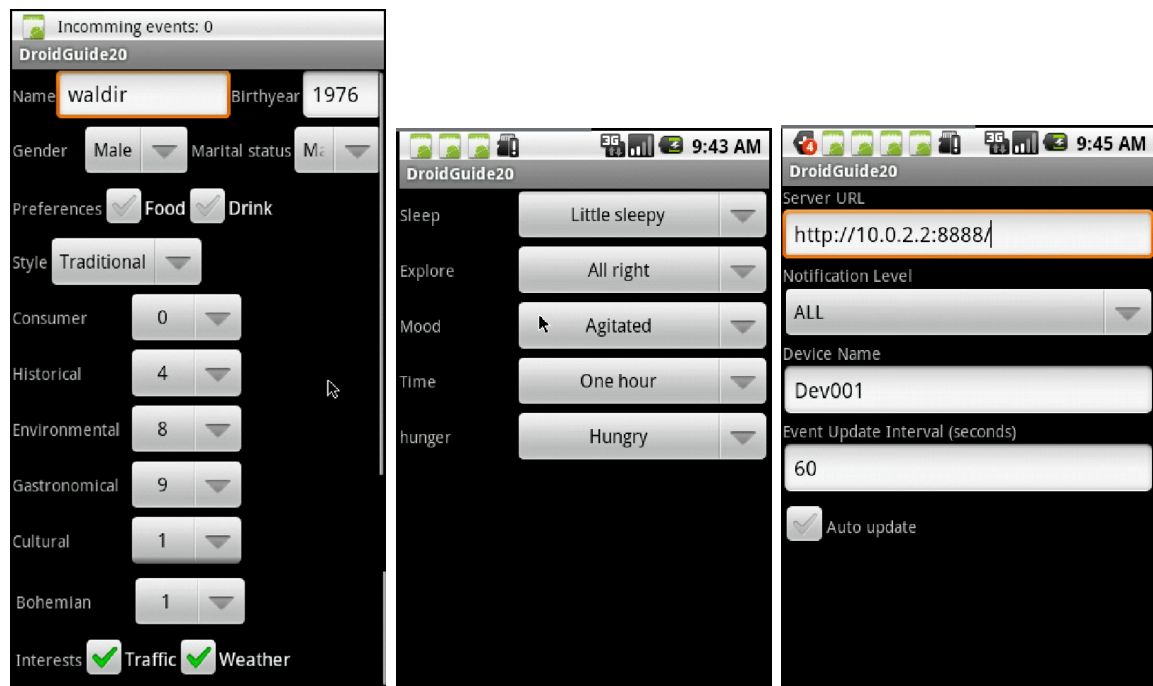 Incomming events: 0
DroidGuide20
Name waldir Birthyear 1976
Gender Male Marital status Ma
Preferences Food Drink
Style Traditional
Consumer 0
Historical 4
Environmental 8
Gastronomical 9
Cultural 1
Bohemian 1
Interests Traffic Weather
3G 9:43 AM
DroidGuide20
Sleep Little sleepy
Explore All right
Mood Agitated
Time One hour
hunger Hungry
4 3G 9:45 AM
DroidGuide20
Server URL
http://10.0.2.2:8888/
Notification Level
ALL
Device Name
Dev001
Event Update Interval (seconds)
60
Auto update